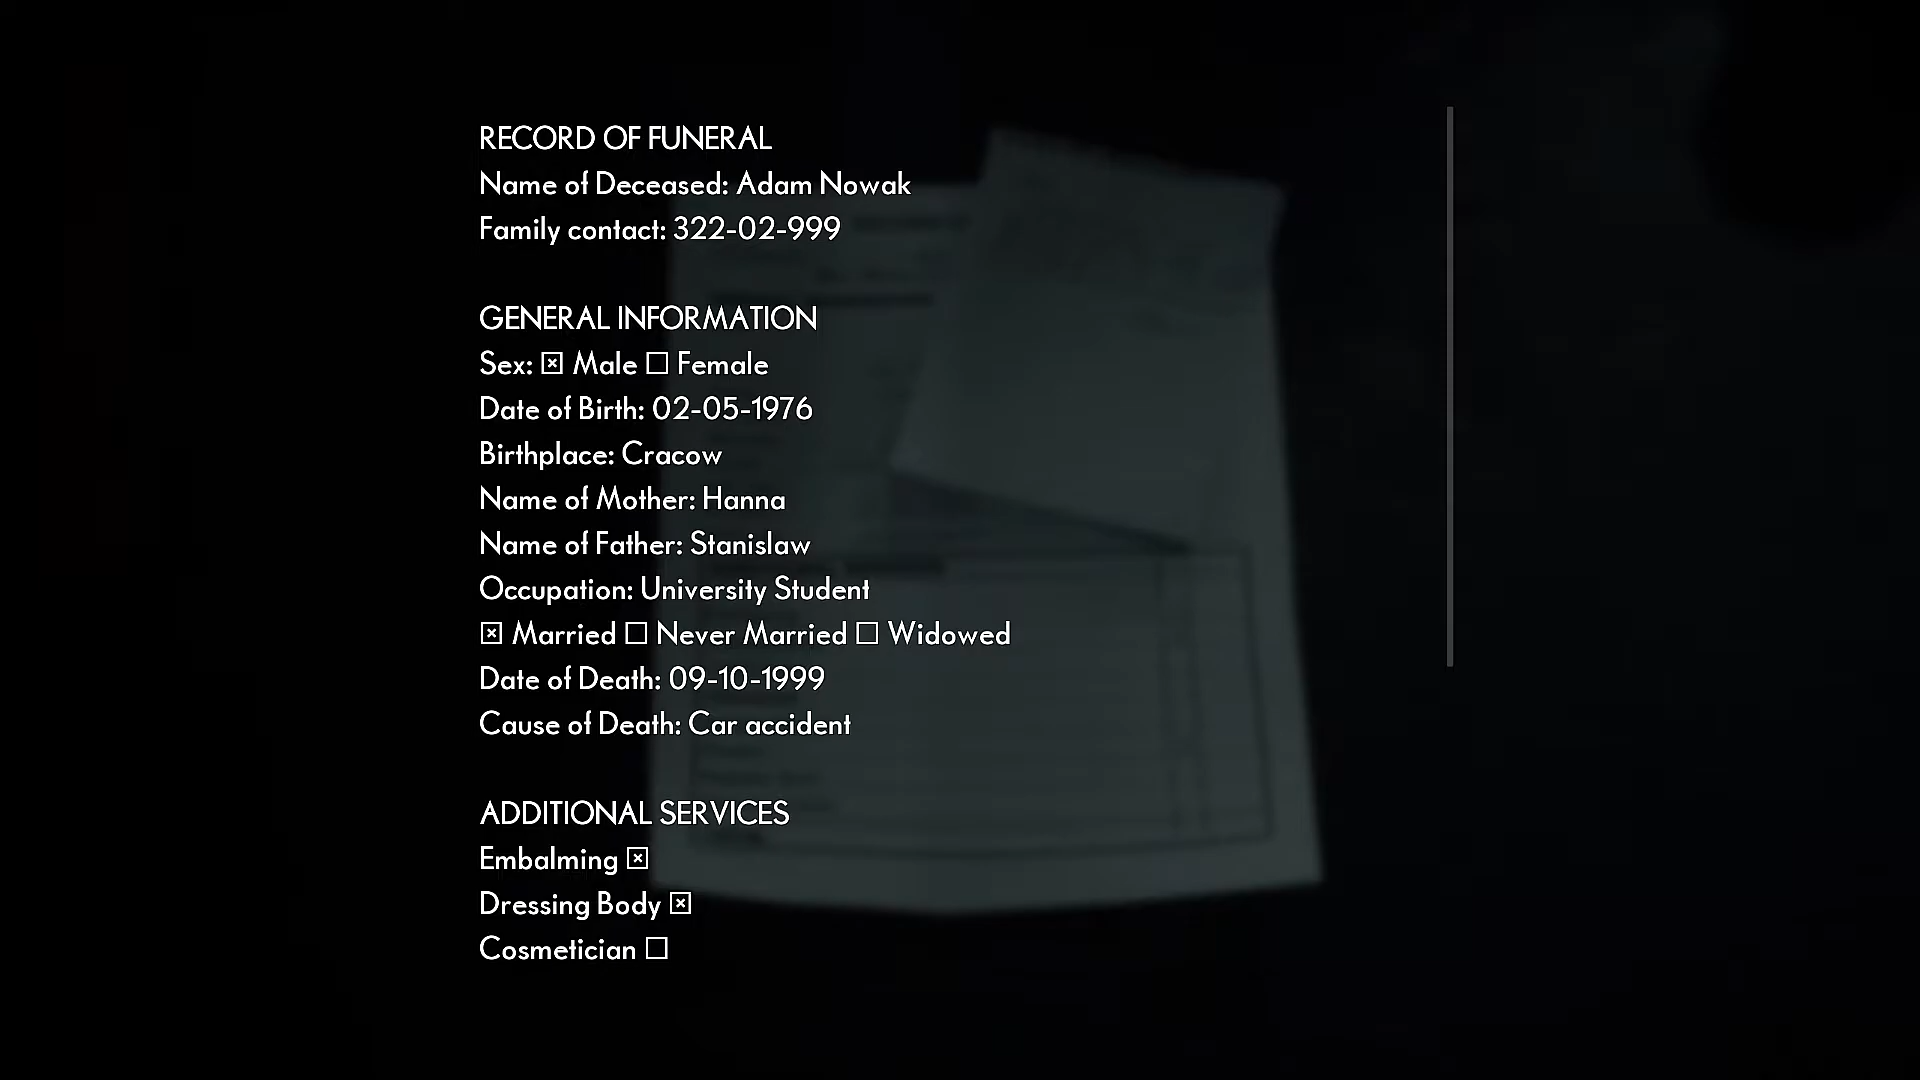 RECORD OF FUNERAL
Name of Deceased: Adam Nowak
Family contact: 322-02-999
GENERAL INFORMATION
Sex: ☒ Male ☐ Female
Date of Birth: 02-05-1976
Birthplace: Cracow
Name of Mother: Hanna
Name of Father: Stanislaw
Occupation: University Student
☒ Married ☐ Never Married ☐ Widowed
Date of Death: 09-10-1999
Cause of Death: Car accident
ADDITIONAL SERVICES
Embalming ☒
Dressing Body ☒
Cosmetician ☐